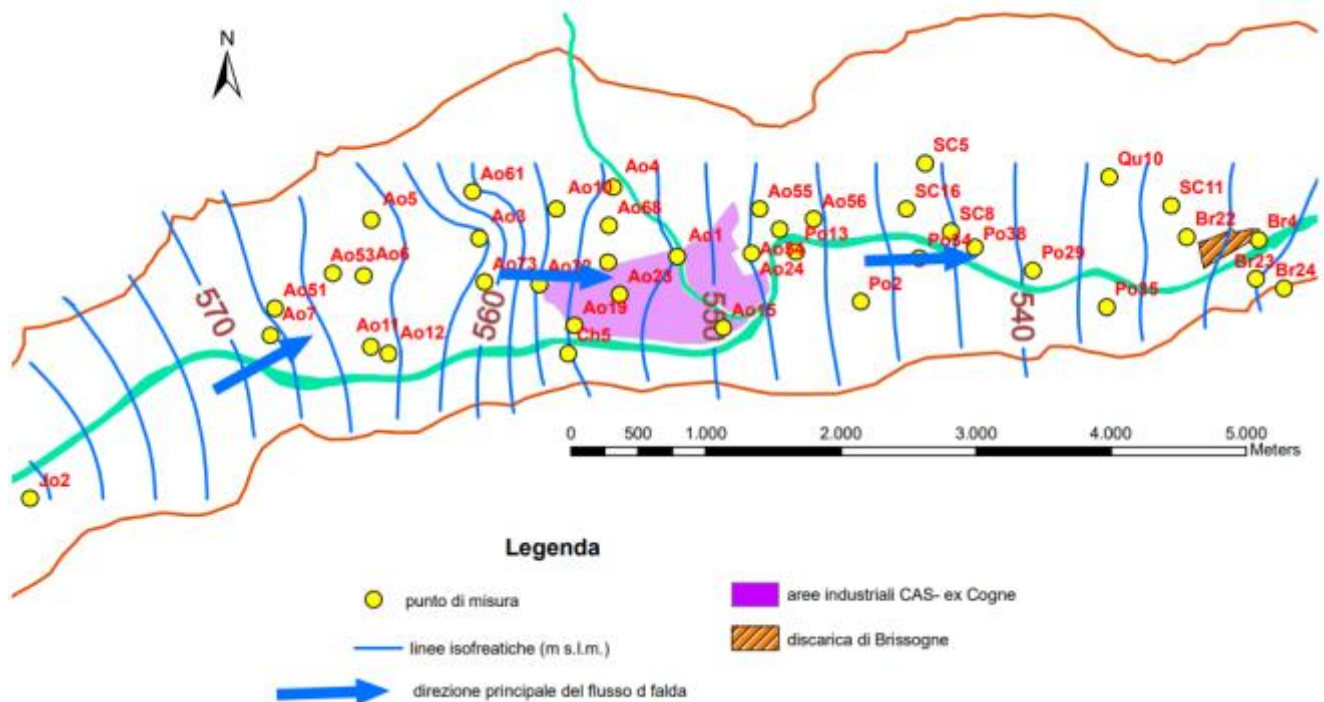 N
SC5
Ao61
Ao4
Qu10
Ao5
Ao10
Ao55
Ao56
SC16
SC11
Ao3
Ao68
SC8
Br22
Br4
Ao53
Ao6
Ao1
Po13
Po38
Ao73
Ao24
Po29
Br23
Br24
570
Ao51
Ao23
Po2
Po35
Ao7
560
Ao19
550
Ao15
540
Ao11
Ao12
Ch5
0 500 1.000 2.000 3.000 4.000 5.000
Meters
Jo2
Legenda
punto di misura
aree industriali CAS- ex Cogne
linee isofreatiche (m s.l.m.)
discarica di Brissogne
direzione principale del flusso d falda